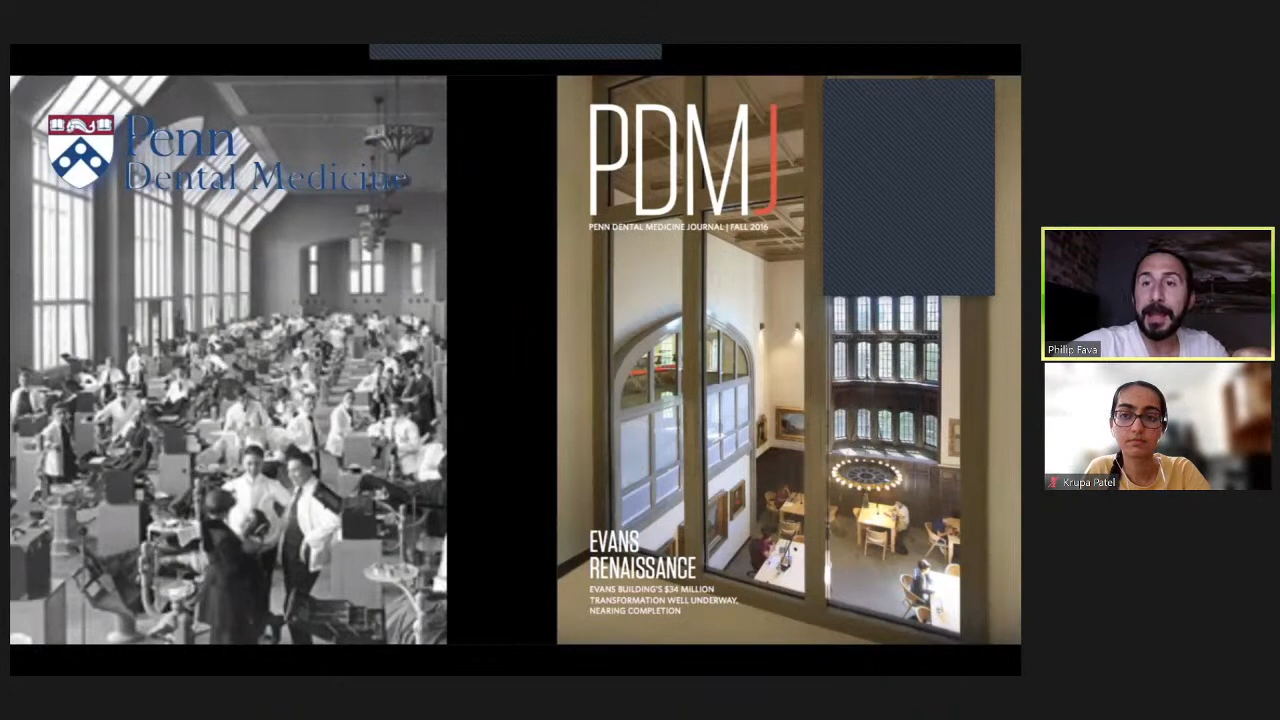 Penn
Dental Medicine
PDMJ
PENN DENTAL MEDICINE JOURNAL | FALL 2016
EVANS
RENAISSANCE
EVANS BUILDING'S $34 MILLION
TRANSFORMATION WELL UNDERWAY,
NEARING COMPLETION
Philip Fava
Krupa Patel